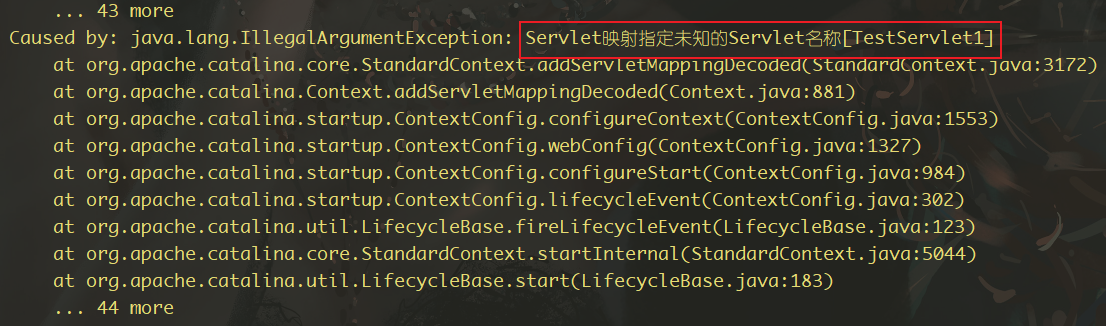 ... 43 more
Caused by: java.lang.IllegalArgumentException: Servlet映射指定未知的Servlet名称[TestServlet1]
at org.apache.catalina.core.StandardContext.addServletMappingDecoded(StandardContext.java:3172)
at org.apache.catalina.Context.addServletMappingDecoded(Context.java:881)
at org.apache.catalina.startup.ContextConfig.configureContext(ContextConfig.java:1553)
at org.apache.catalina.startup.ContextConfig.webConfig(ContextConfig.java:1327)
at org.apache.catalina.startup.ContextConfig.configureStart(ContextConfig.java:984)
at org.apache.catalina.startup.ContextConfig.lifecycleEvent(ContextConfig.java:302)
at org.apache.catalina.util.LifecycleBase.fireLifecycleEvent(LifecycleBase.java:123)
at org.apache.catalina.core.StandardContext.startInternal(StandardContext.java:5044)
at org.apache.catalina.util.LifecycleBase.start(LifecycleBase.java:183)
... 44 more